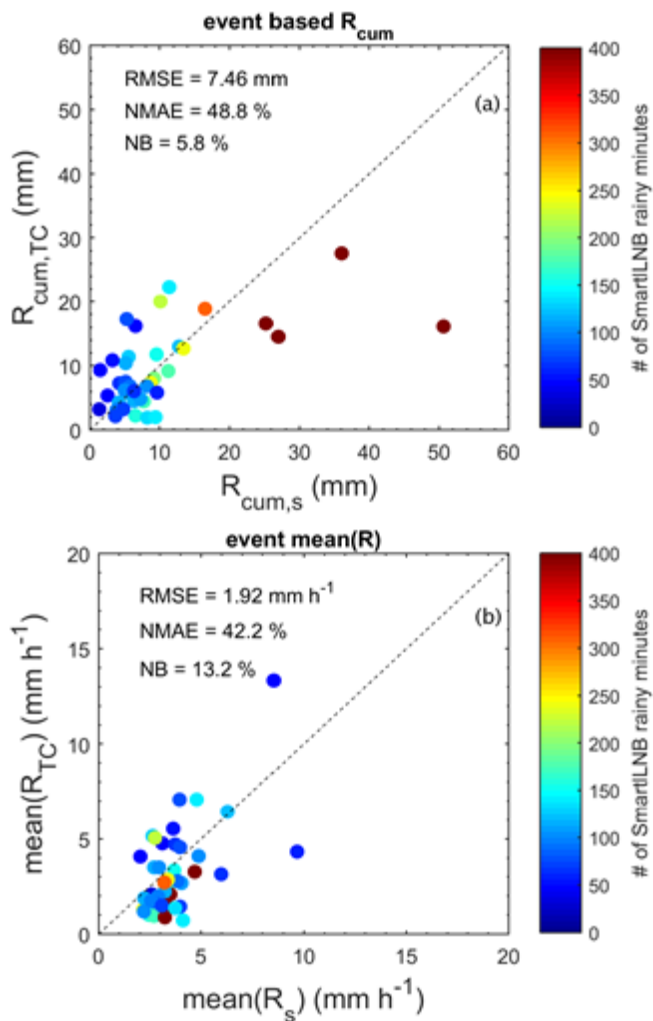 event based R_cum
60
50
40
30
20
10
0
R_cum,TC (mm)
RMSE = 7.46 mm
NMAE = 48.8 %
NB = 5.8 %
(a)
0 10 20 30 40 50 60
R_cum,s (mm)
400
350
300
250
200
150
100
50
0
# of SmartLNB rainy minutes
event mean(R)
20
15
10
5
0
mean(R_TC) (mm h^-1)
RMSE = 1.92 mm h^-1
NMAE = 42.2 %
NB = 13.2 %
(b)
0 5 10 15 20
mean(R_s) (mm h^-1)
400
350
300
250
200
150
100
50
0
# of SmartLNB rainy minutes